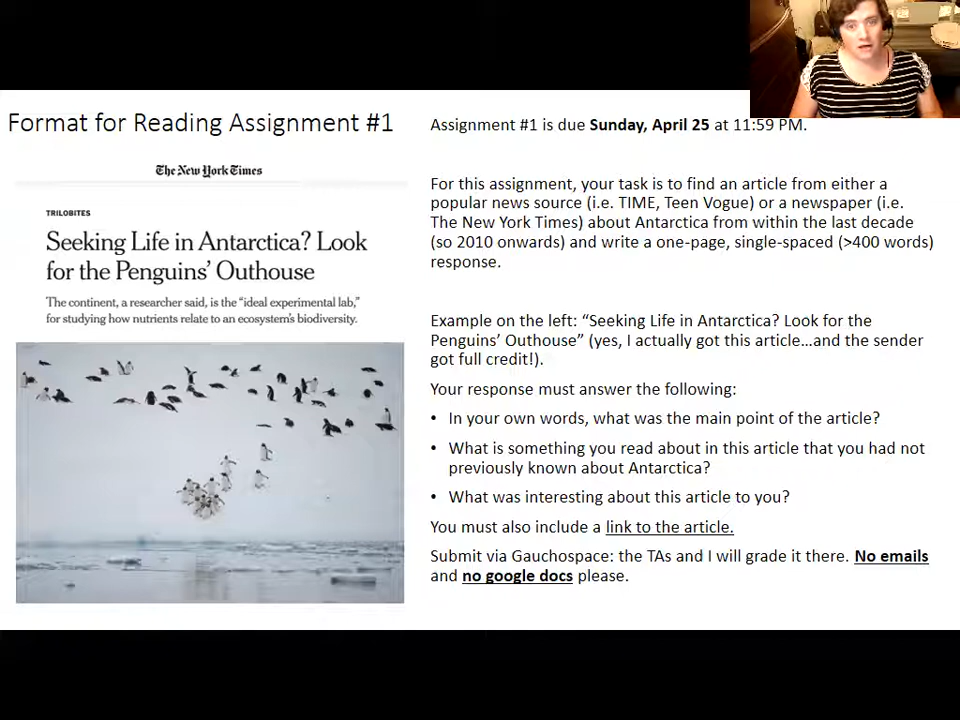 Format for Reading Assignment #1
The New York Times
TRILOBITES
Seeking Life in Antarctica? Look
for the Penguins’ Outhouse
The continent, a researcher said, is the “ideal experimental lab,”
for studying how nutrients relate to an ecosystem’s biodiversity.
Assignment #1 is due Sunday, April 25 at 11:59 PM.
For this assignment, your task is to find an article from either a
popular news source (i.e. TIME, Teen Vogue) or a newspaper (i.e.
The New York Times) about Antarctica from within the last decade
(so 2010 onwards) and write a one-page, single-spaced (>400 words)
response.
Example on the left: “Seeking Life in Antarctica? Look for the
Penguins’ Outhouse” (yes, I actually got this article…and the sender
got full credit!).
Your response must answer the following:
• In your own words, what was the main point of the article?
• What is something you read about in this article that you had not
previously known about Antarctica?
• What was interesting about this article to you?
You must also include a link to the article.
Submit via Gauchospace: the TAs and I will grade it there. No emails
and no google docs please.